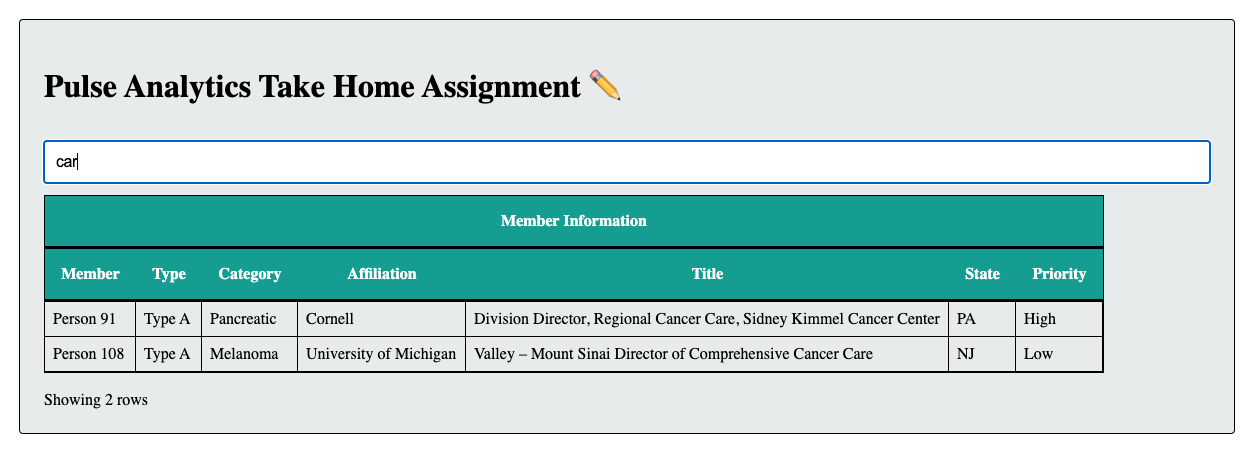 Pulse Analytics Take Home Assignment ✏️
car
Member Information
Member Type Category Affiliation Title State Priority
Person 91 Type A Pancreatic Cornell Division Director, Regional Cancer Care, Sidney Kimmel Cancer Center PA High
Person 108 Type A Melanoma University of Michigan Valley – Mount Sinai Director of Comprehensive Cancer Care NJ Low
Showing 2 rows